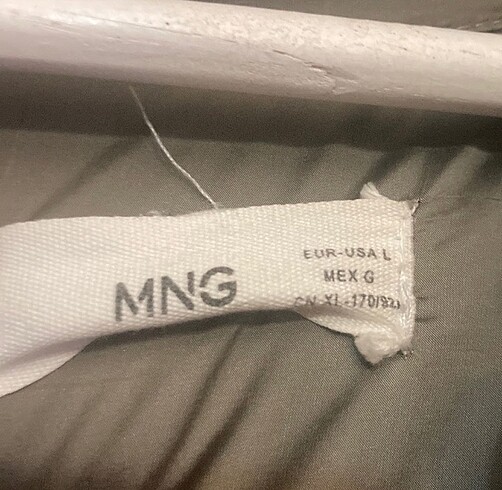 MNG
EUR-USA L
MEX G
CN-XL-170/92A